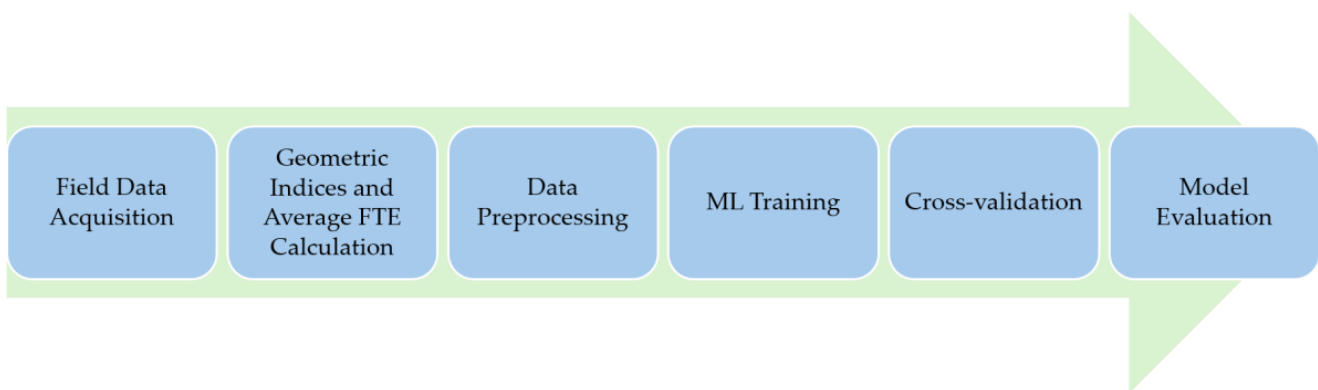 Field Data
Acquisition
Geometric
Indices and
Average FTE
Calculation
Data
Preprocessing
ML Training
Cross-validation
Model
Evaluation